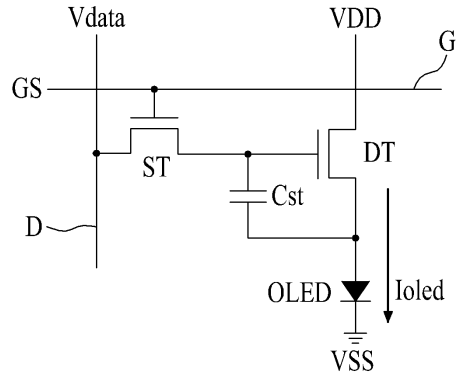 Vdata
VDD
G
GS
ST
DT
Cst
D
OLED
Ioled
VSS